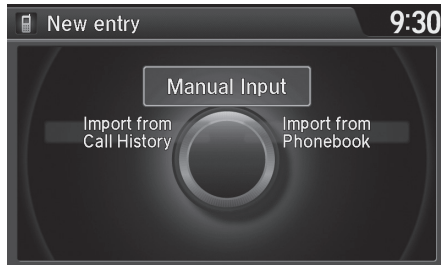 New entry
9:30
Manual Input
Import from
Call History
Import from
Phonebook